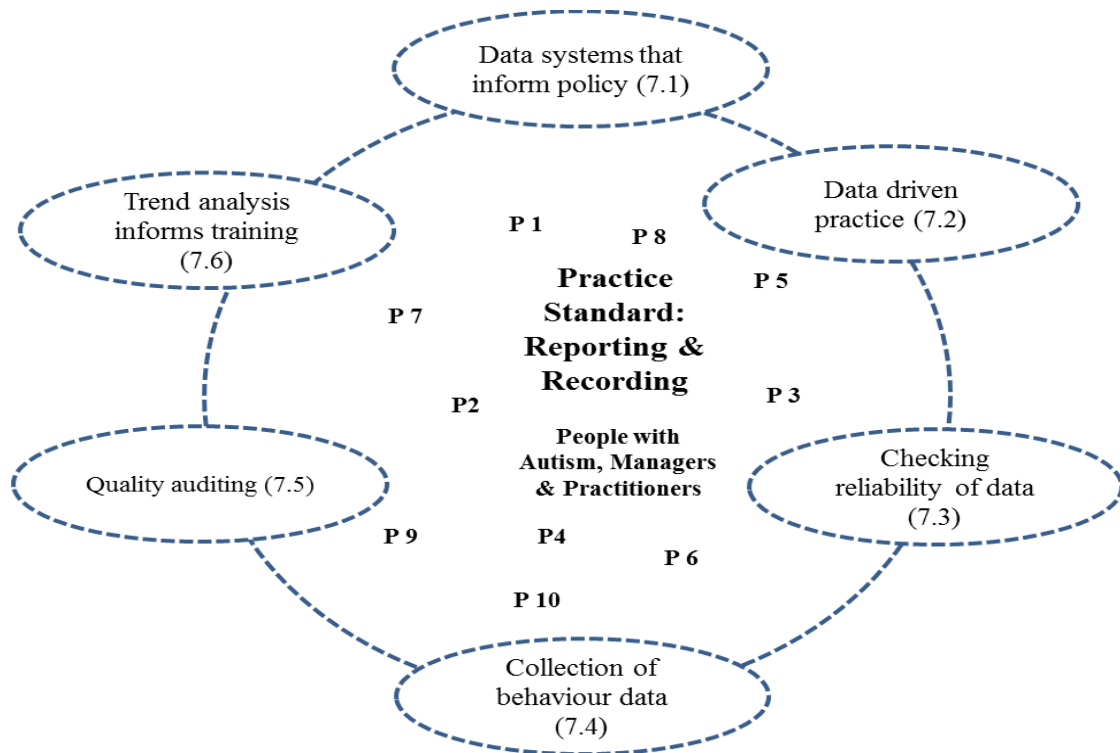 Data systems that
inform policy (7.1)
Trend analysis
informs training
(7.6)
Data driven
practice (7.2)
P 1
P 8
P 5
Practice
Standard:
Reporting &
Recording
P 7
P2
P 3
People with
Autism, Managers
& Practitioners
Quality auditing (7.5)
Checking
reliability of data
(7.3)
P 9
P4
P 6
P 10
Collection of
behaviour data
(7.4)